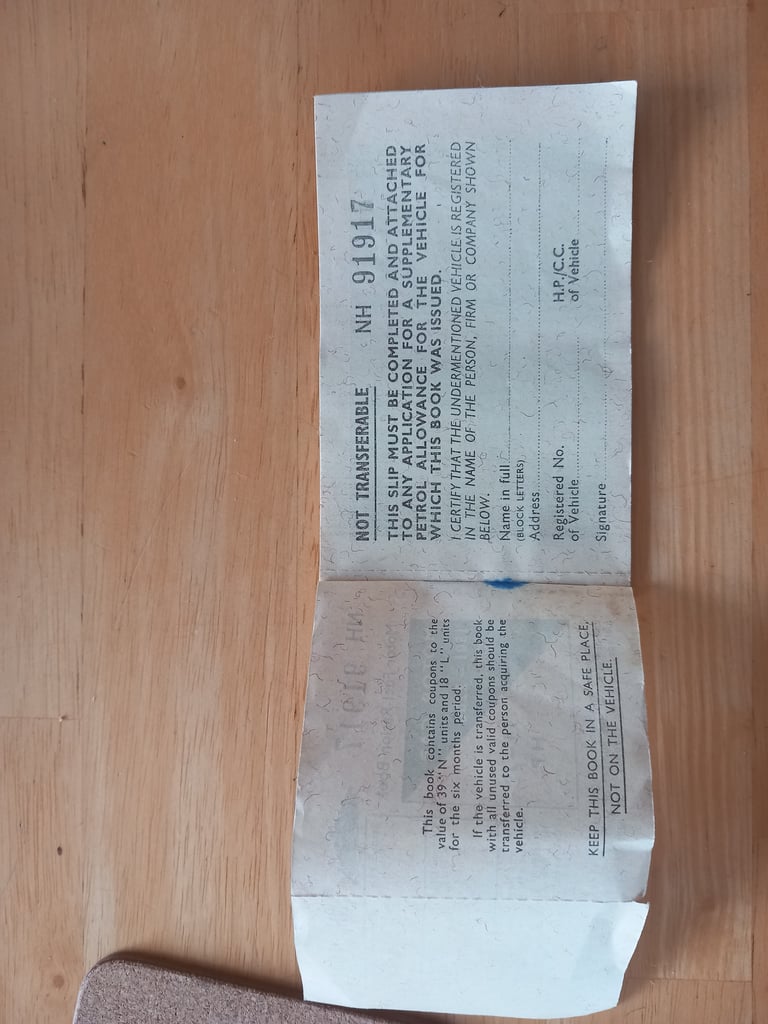 NOT TRANSFERABLE NH 91917
THIS SLIP MUST BE COMPLETED AND ATTACHED
TO ANY APPLICATION FOR A SUPPLEMENTARY
PETROL ALLOWANCE FOR THE VEHICLE FOR
WHICH THIS BOOK WAS ISSUED.
I CERTIFY THAT THE UNDERMENTIONED VEHICLE IS REGISTERED
IN THE NAME OF THE PERSON, FIRM OR COMPANY SHOWN
BELOW.
Name in full
(BLOCK LETTERS)
Address
Registered No. H.P./C.C.
of Vehicle of Vehicle
Signature
This book contains coupons to the
value of 39 "N" units and 18 "L" units
for the six months period.
If the vehicle is transferred, this book
with all unused valid coupons should be
transferred to the person acquiring the
vehicle.
KEEP THIS BOOK IN A SAFE PLACE,
NOT ON THE VEHICLE.